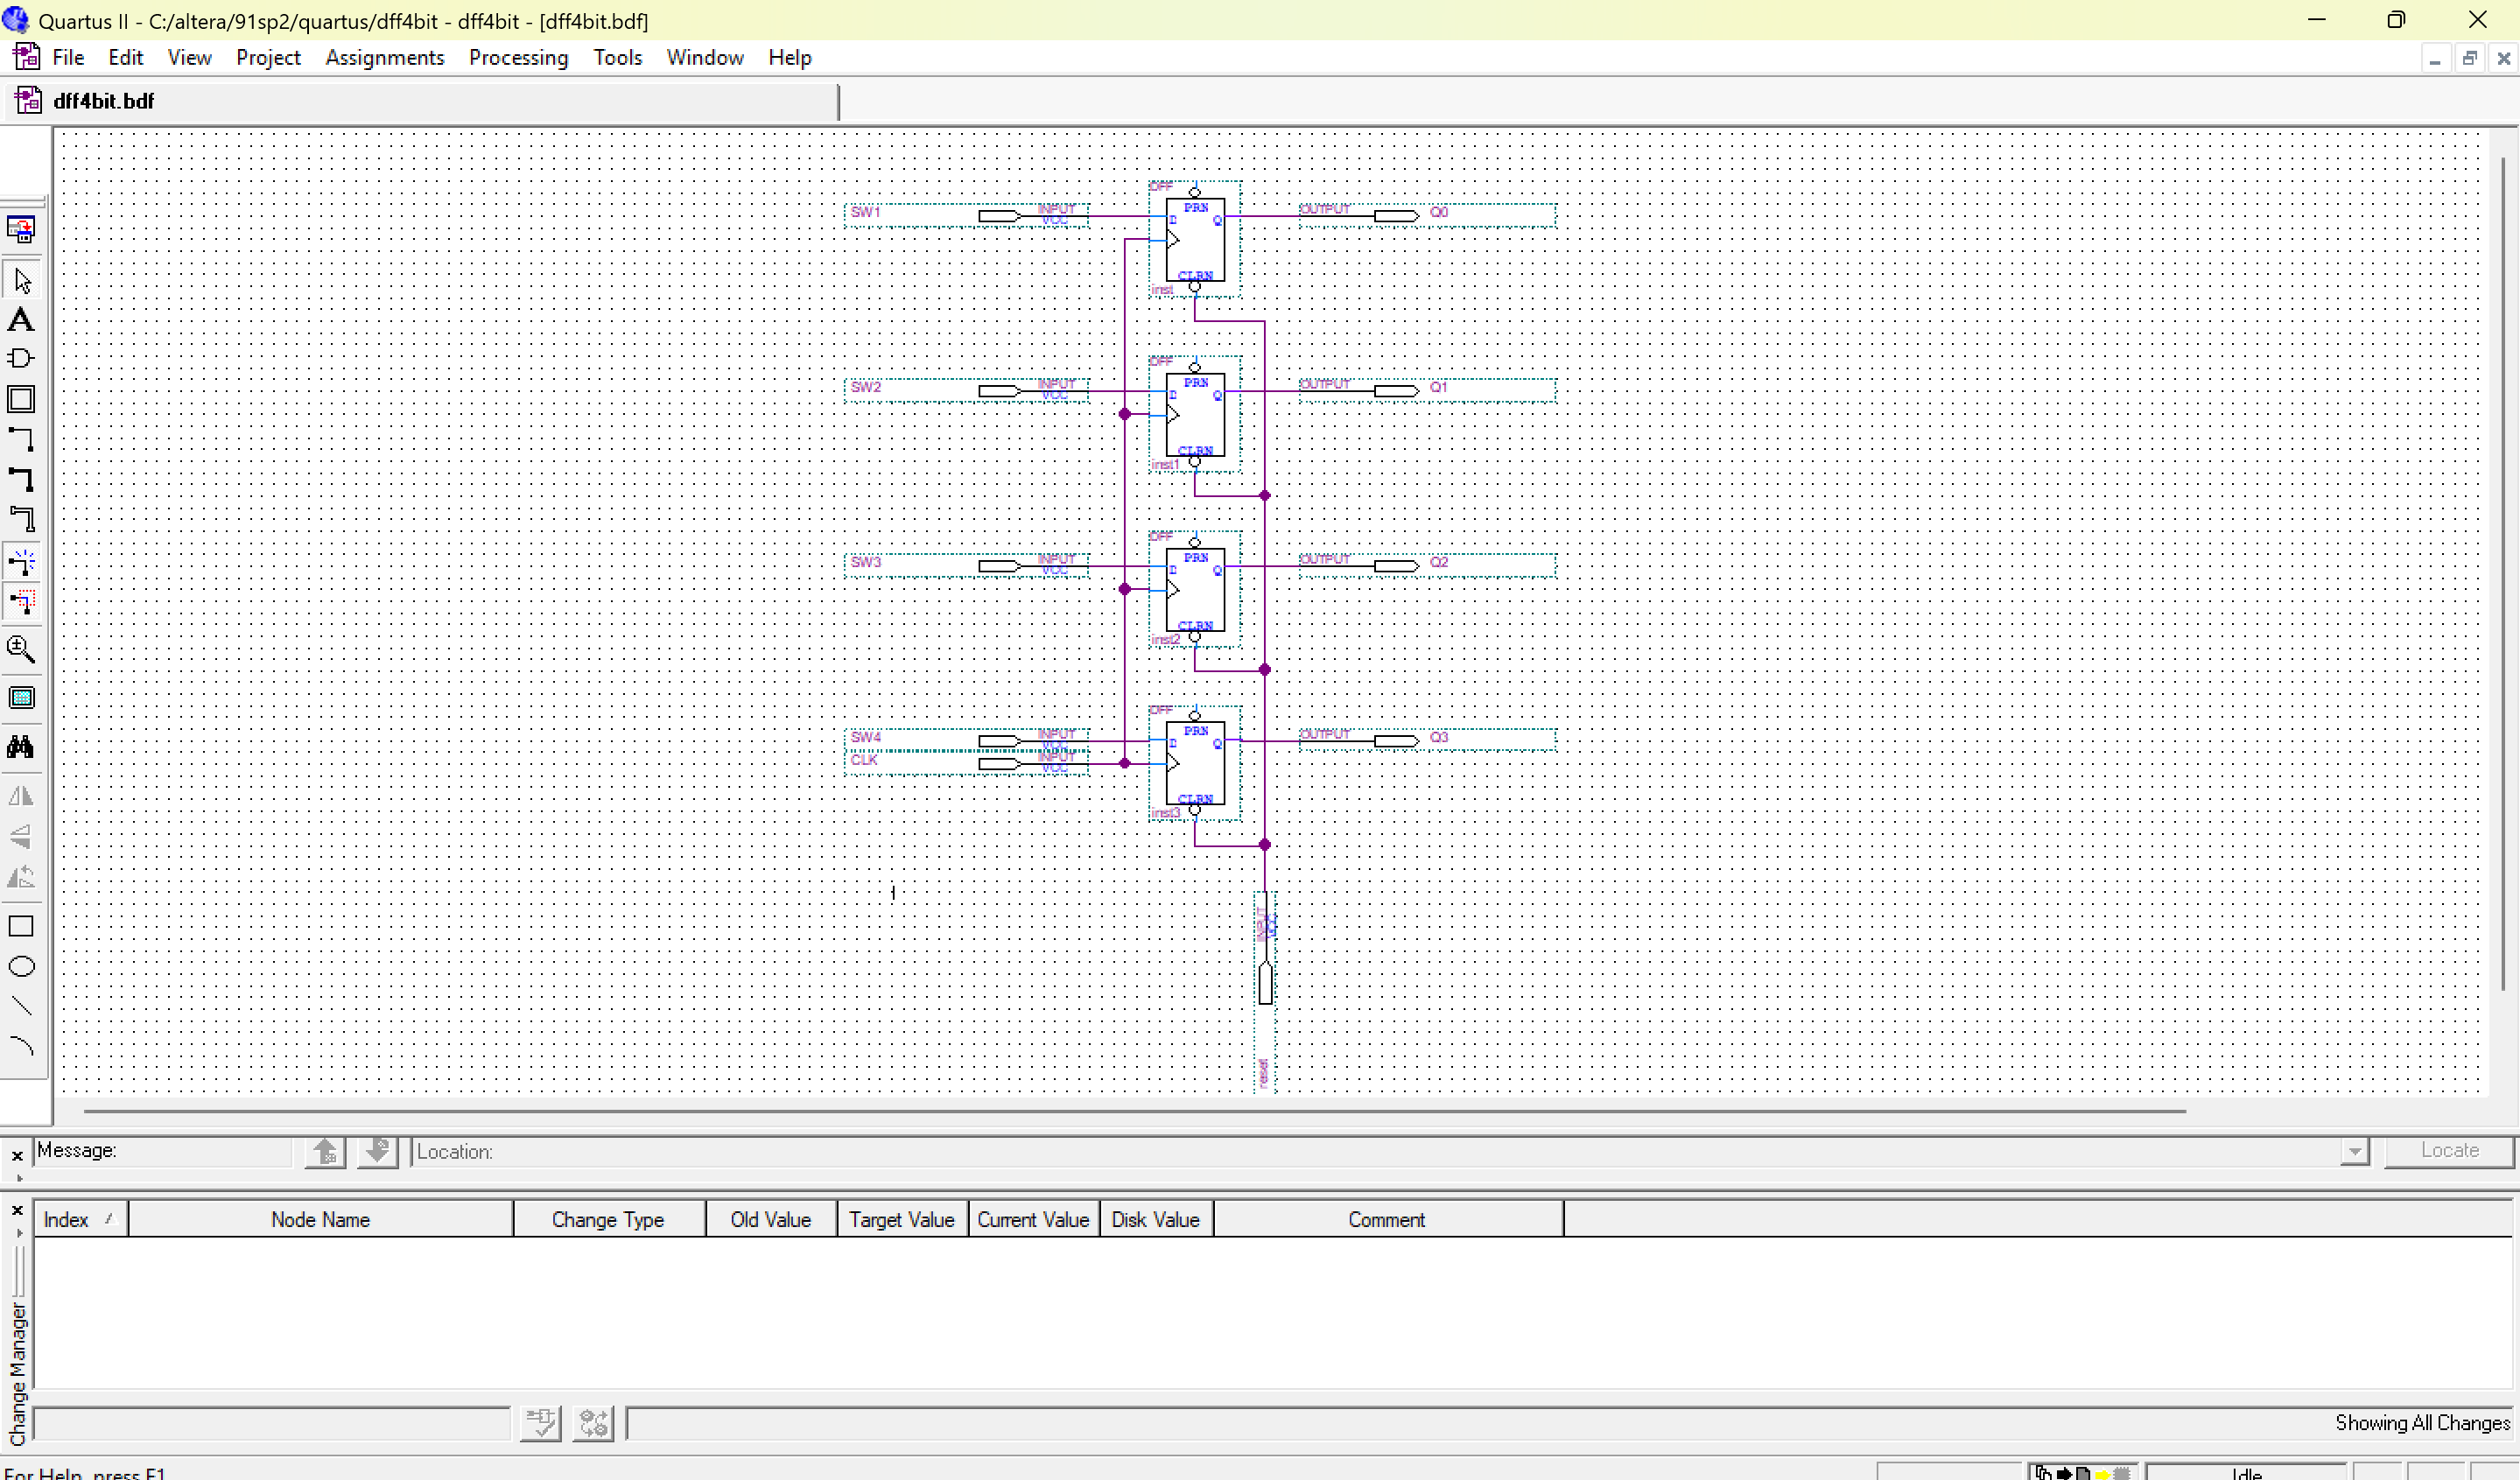 Quartus II - C:/altera/91sp2/quartus/dff4bit - dff4bit - [dff4bit.bdf]
File Edit View Project Assignments Processing Tools Window Help
dff4bit.bdf
DFF
SW1 INPUT VCC D PRN Q OUTPUT Q0
CLRN
inst
DFF
SW2 INPUT VCC D PRN Q OUTPUT Q1
CLRN
inst1
DFF
SW3 INPUT VCC D PRN Q OUTPUT Q2
CLRN
inst2
DFF
SW4 INPUT VCC D PRN Q OUTPUT Q3
CLK INPUT VCC
CLRN
inst3
INPUT VCC
reset
Message: Location: Locate
Index Node Name Change Type Old Value Target Value Current Value Disk Value Comment
Change Manager
Showing All Changes
For Help, press F1 Idle